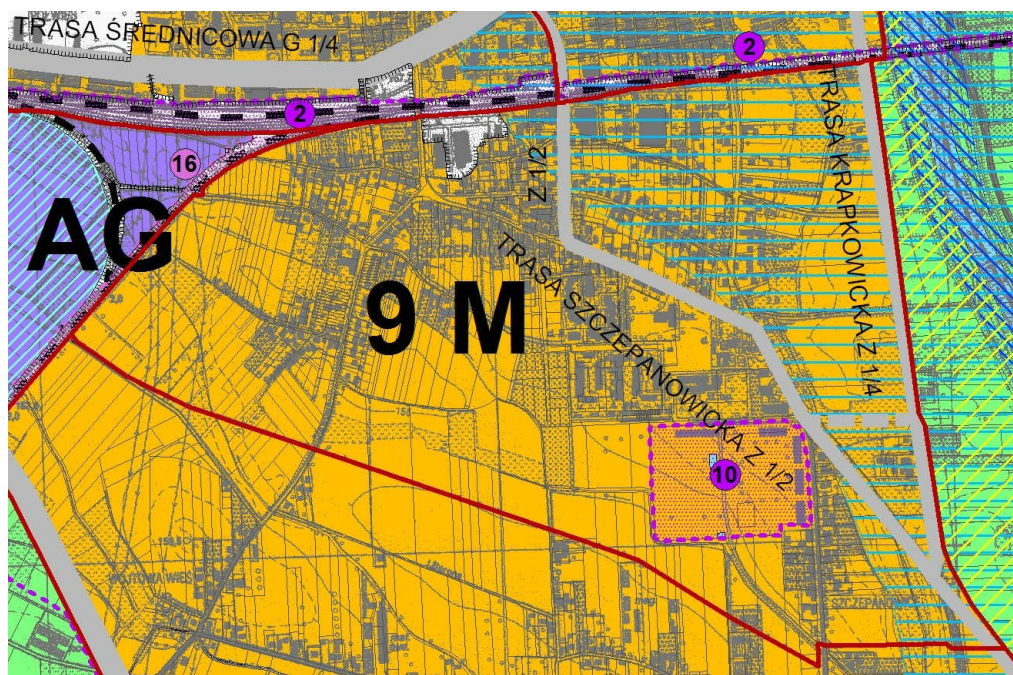 TRASA ŚREDNICOWA G 1/4
2
2
16
AG
Z 1/2
TRASA KRAPKOWICKA Z 1/4
TRASA SZCZEPANOWICKA Z 1/2
9 M
10